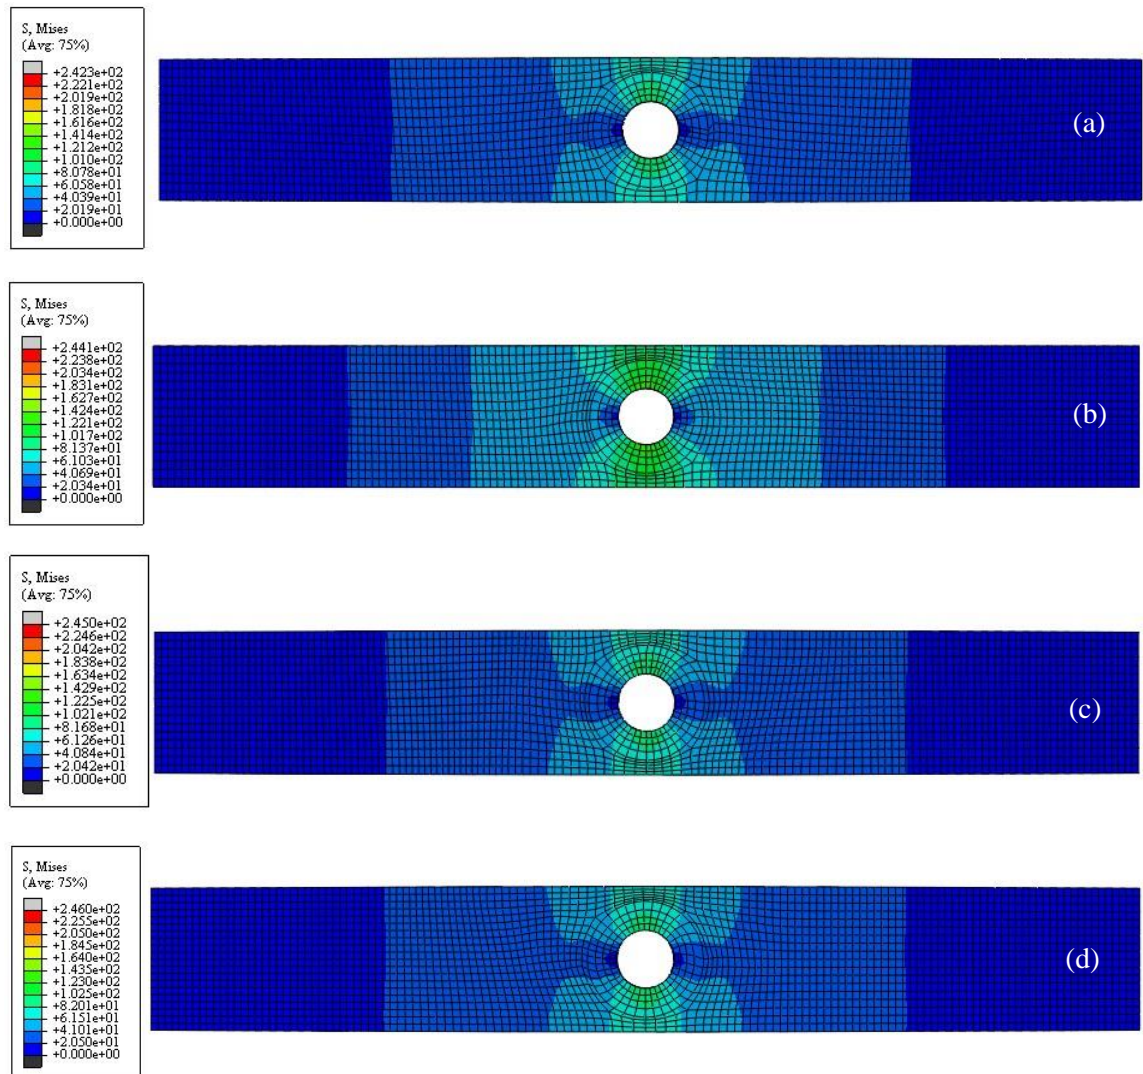 S, Mises
(Avg: 75%)
+2.423e+02
+2.221e+02
+2.019e+02
+1.818e+02
+1.616e+02
+1.414e+02
+1.212e+02
+1.010e+02
+8.078e+01
+6.058e+01
+4.039e+01
+2.019e+01
+0.000e+00
(a)
S, Mises
(Avg: 75%)
+2.441e+02
+2.238e+02
+2.034e+02
+1.831e+02
+1.627e+02
+1.424e+02
+1.221e+02
+1.017e+02
+8.137e+01
+6.103e+01
+4.069e+01
+2.034e+01
+0.000e+00
(b)
S, Mises
(Avg: 75%)
+2.450e+02
+2.246e+02
+2.042e+02
+1.838e+02
+1.634e+02
+1.429e+02
+1.225e+02
+1.021e+02
+8.168e+01
+6.126e+01
+4.084e+01
+2.042e+01
+0.000e+00
(c)
S, Mises
(Avg: 75%)
+2.460e+02
+2.255e+02
+2.050e+02
+1.845e+02
+1.640e+02
+1.435e+02
+1.230e+02
+1.025e+02
+8.201e+01
+6.151e+01
+4.101e+01
+2.050e+01
+0.000e+00
(d)